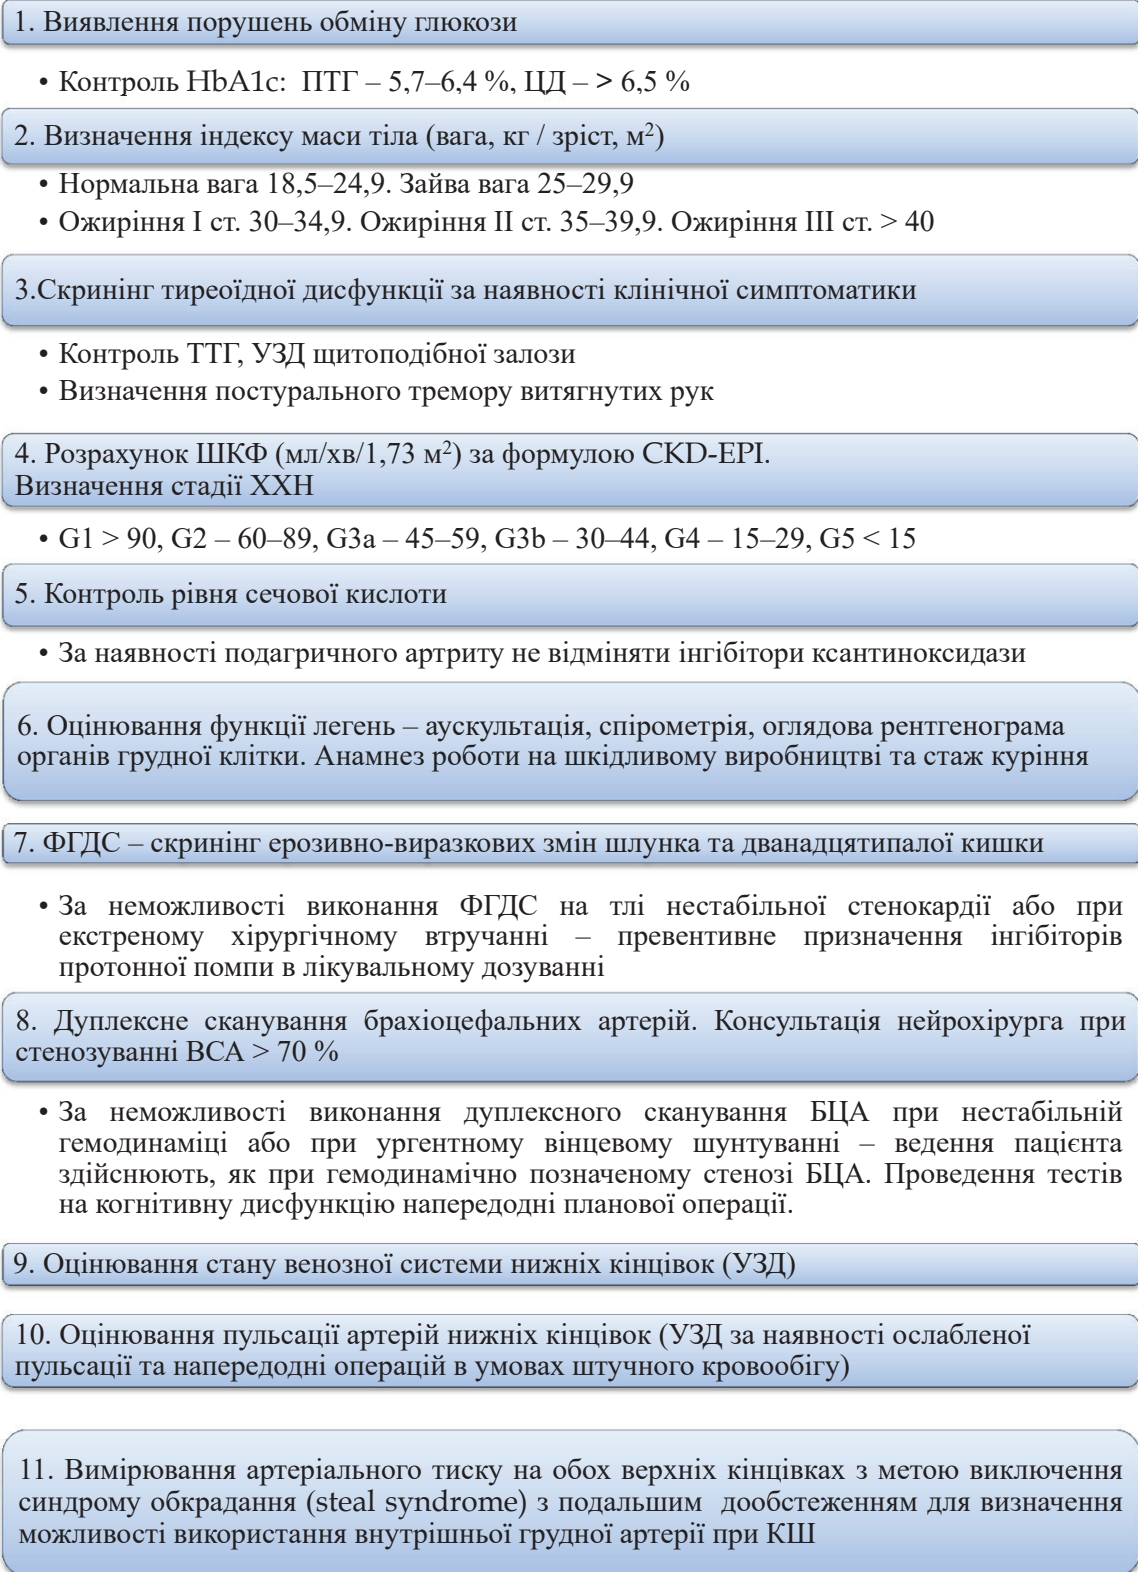 1. Виявлення порушень обміну глюкози
• Контроль HbA1c: ПТГ – 5,7–6,4 %, ЦД – > 6,5 %
2. Визначення індексу маси тіла (вага, кг / зріст, м²)
• Нормальна вага 18,5–24,9. Зайва вага 25–29,9
• Ожиріння I ст. 30–34,9. Ожиріння II ст. 35–39,9. Ожиріння III ст. > 40
3.Скринінг тиреоїдної дисфункції за наявності клінічної симптоматики
• Контроль ТТГ, УЗД щитоподібної залози
• Визначення постурального тремору витягнутих рук
4. Розрахунок ШКФ (мл/хв/1,73 м²) за формулою CKD-EPI.
Визначення стадії ХХН
• G1 > 90, G2 – 60–89, G3a – 45–59, G3b – 30–44, G4 – 15–29, G5 < 15
5. Контроль рівня сечової кислоти
• За наявності подагричного артриту не відміняти інгібітори ксантиноксидази
6. Оцінювання функції легень – аускультація, спірометрія, оглядова рентгенограма
органів грудної клітки. Анамнез роботи на шкідливому виробництві та стаж куріння
7. ФГДС – скринінг ерозивно-виразкових змін шлунка та дванадцятипалої кишки
• За неможливості виконання ФГДС на тлі нестабільної стенокардії або при
екстреному хірургічному втручанні – превентивне призначення інгібіторів
протонної помпи в лікувальному дозуванні
8. Дуплексне сканування брахіоцефальних артерій. Консультація нейрохірурга при
стенозуванні ВСА > 70 %
• За неможливості виконання дуплексного сканування БЦА при нестабільній
гемодинаміці або при ургентному вінцевому шунтуванні – ведення пацієнта
здійснюють, як при гемодинамічно позначеному стенозі БЦА. Проведення тестів
на когнітивну дисфункцію напередодні планової операції.
9. Оцінювання стану венозної системи нижніх кінцівок (УЗД)
10. Оцінювання пульсації артерій нижніх кінцівок (УЗД за наявності ослабленої
пульсації та напередодні операцій в умовах штучного кровообігу)
11. Вимірювання артеріального тиску на обох верхніх кінцівках з метою виключення
синдрому обкрадання (steal syndrome) з подальшим дообстеженням для визначення
можливості використання внутрішньої грудної артерії при КШ